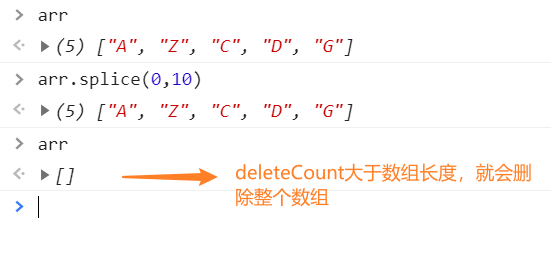 arr
(5) ["A", "Z", "C", "D", "G"]
arr.splice(0,10)
(5) ["A", "Z", "C", "D", "G"]
arr
[]
deleteCount大于数组长度，就会删
除整个数组